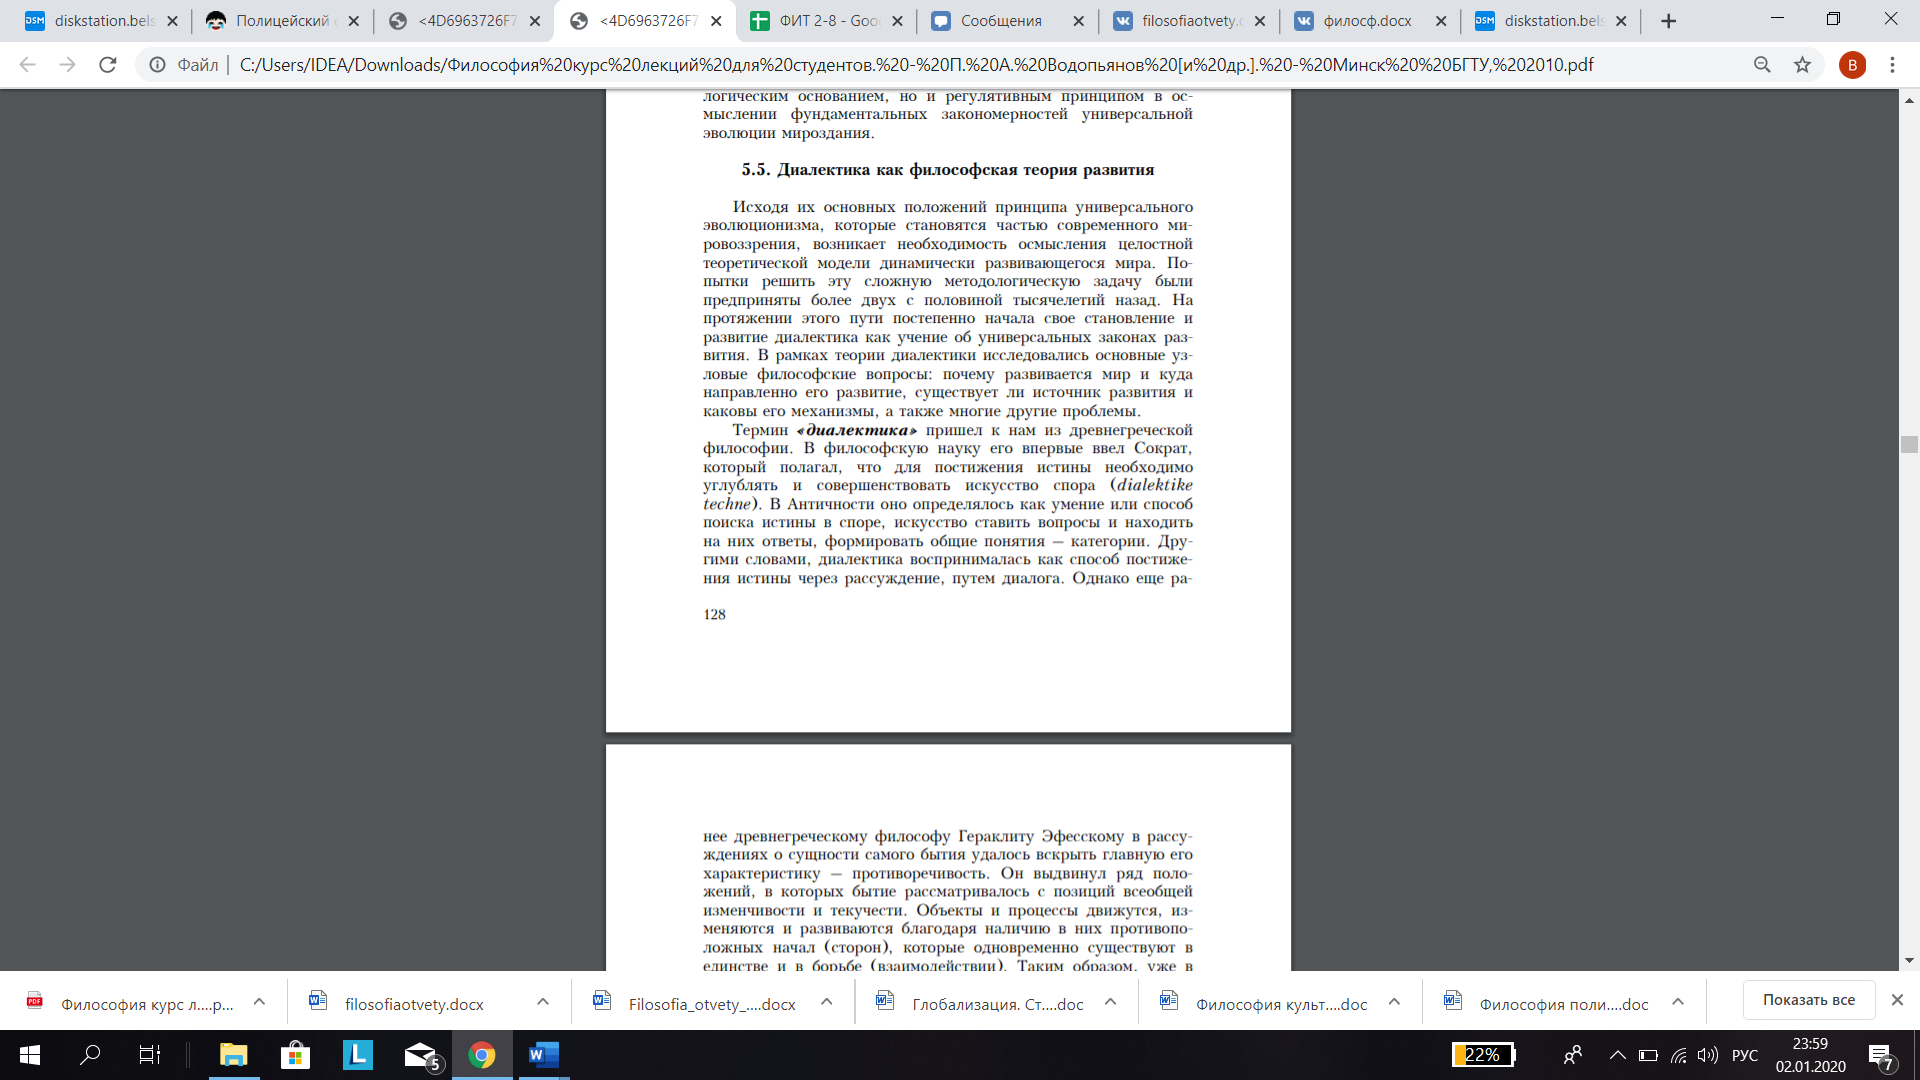 diskstation.bels
Полицейский с
<4D6963726F7
<4D6963726F7
ФИТ 2-8 - Goo
Сообщения
filosofiaotvety.c
филосф.docx
diskstation.bels
Файл
C:/Users/IDEA/Downloads/Философия%20курс%20лекций%20для%20студентов.%20-%20П.%20А.%20Водопьянов%20[и%20др.].%20-%20Минск%20%20БГТУ,%202010.pdf
B
логическим основанием, но и регулятивным принципом в ос-
мыслении фундаментальных закономерностей универсальной
эволюции мироздания.
5.5. Диалектика как философская теория развития
Исходя их основных положений принципа универсального
эволюционизма, которые становятся частью современного ми-
ровоззрения, возникает необходимость осмысления целостной
теоретической модели динамически развивающегося мира. По-
пытки решить эту сложную методологическую задачу были
предприняты более двух с половиной тысячелетий назад. На
протяжении этого пути постепенно начала свое становление и
развитие диалектика как учение об универсальных законах раз-
вития. В рамках теории диалектики исследовались основные уз-
ловые философские вопросы: почему развивается мир и куда
направленно его развитие, существует ли источник развития и
каковы его механизмы, а также многие другие проблемы.
Термин «диалектика» пришел к нам из древнегреческой
философии. В философскую науку его впервые ввел Сократ,
который полагал, что для постижения истины необходимо
углублять и совершенствовать искусство спора (dialektike
techne). В Античности оно определялось как умение или способ
поиска истины в споре, искусство ставить вопросы и находить
на них ответы, формировать общие понятия — категории. Дру-
гими словами, диалектика воспринималась как способ постиже-
ния истины через рассуждение, путем диалога. Однако еще ра-
128
нее древнегреческому философу Гераклиту Эфесскому в рассу-
ждениях о сущности самого бытия удалось вскрыть главную его
характеристику — противоречивость. Он выдвинул ряд поло-
жений, в которых бытие рассматривалось с позиций всеобщей
изменчивости и текучести. Объекты и процессы движутся, из-
меняются и развиваются благодаря наличию в них противопо-
ложных начал (сторон), которые одновременно существуют в
единстве и в борьбе (взаимодействии). Таким образом, уже в
Философия курс л....p...
filosofiaotvety.docx
Filosofia_otvety_....docx
Глобализация. Ст....doc
Философия культ....doc
Философия поли....doc
Показать все
5
22%
РУС
23:59
02.01.2020
7